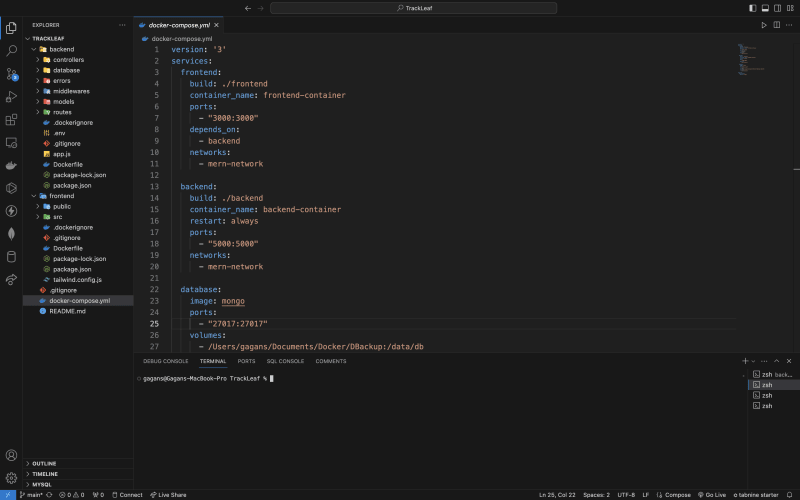 TrackLeaf
EXPLORER
TRACKLEAF
backend
controllers
database
errors
middlewares
models
routes
.dockerignore
.env
.gitignore
app.js
Dockerfile
package-lock.json
package.json
frontend
public
src
.dockerignore
.gitignore
Dockerfile
package-lock.json
package.json
tailwind.config.js
.gitignore
docker-compose.yml
README.md
OUTLINE
TIMELINE
MYSQL
docker-compose.yml
docker-compose.yml
1 version: '3'
2 services:
3 frontend:
4 build: ./frontend
5 container_name: frontend-container
6 ports:
7 - "3000:3000"
8 depends_on:
9 - backend
10 networks:
11 - mern-network
12
13 backend:
14 build: ./backend
15 container_name: backend-container
16 restart: always
17 ports:
18 - "5000:5000"
19 networks:
20 - mern-network
21
22 database:
23 image: mongo
24 ports:
25 - "27017:27017"
26 volumes:
27 - /Users/gagans/Documents/Docker/DBackup:/data/db
DEBUG CONSOLE TERMINAL PORTS SQL CONSOLE COMMENTS
gagans@Gagans-MacBook-Pro TrackLeaf %
zsh back...
zsh
zsh
zsh
main* 0 0 0 Connect Live Share Ln 25, Col 22 Spaces: 2 UTF-8 LF Compose Go Live tabnine starter